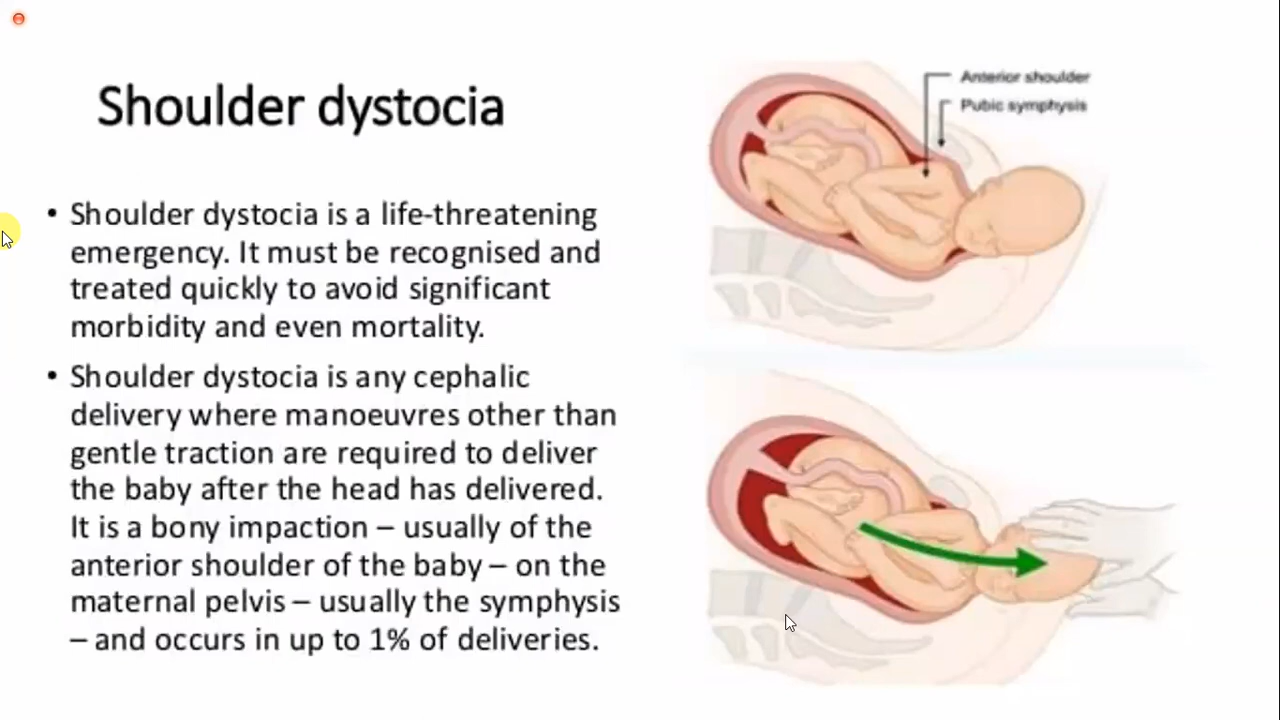 Shoulder dystocia
• Shoulder dystocia is a life-threatening
emergency. It must be recognised and
treated quickly to avoid significant
morbidity and even mortality.
• Shoulder dystocia is any cephalic
delivery where manoeuvres other than
gentle traction are required to deliver
the baby after the head has delivered.
It is a bony impaction – usually of the
anterior shoulder of the baby – on the
maternal pelvis – usually the symphysis
– and occurs in up to 1% of deliveries.
Anterior shoulder
Pubic symphysis